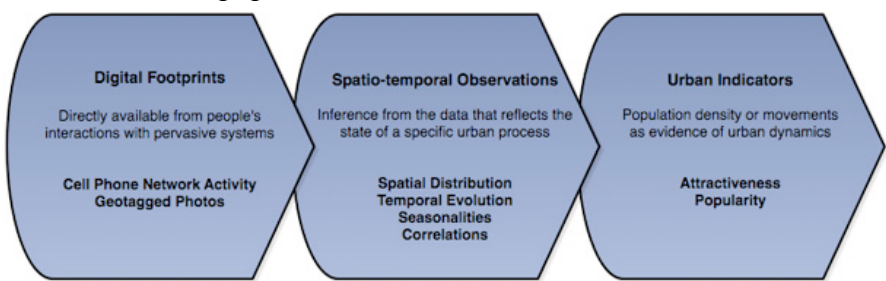 Digital Footprints
Directly available from people's
interactions with pervasive systems
Cell Phone Network Activity
Geotagged Photos
Spatio-temporal Observations
Inference from the data that reflects the
state of a specific urban process
Spatial Distribution
Temporal Evolution
Seasonalities
Correlations
Urban Indicators
Population density or movements
as evidence of urban dynamics
Attractiveness
Popularity